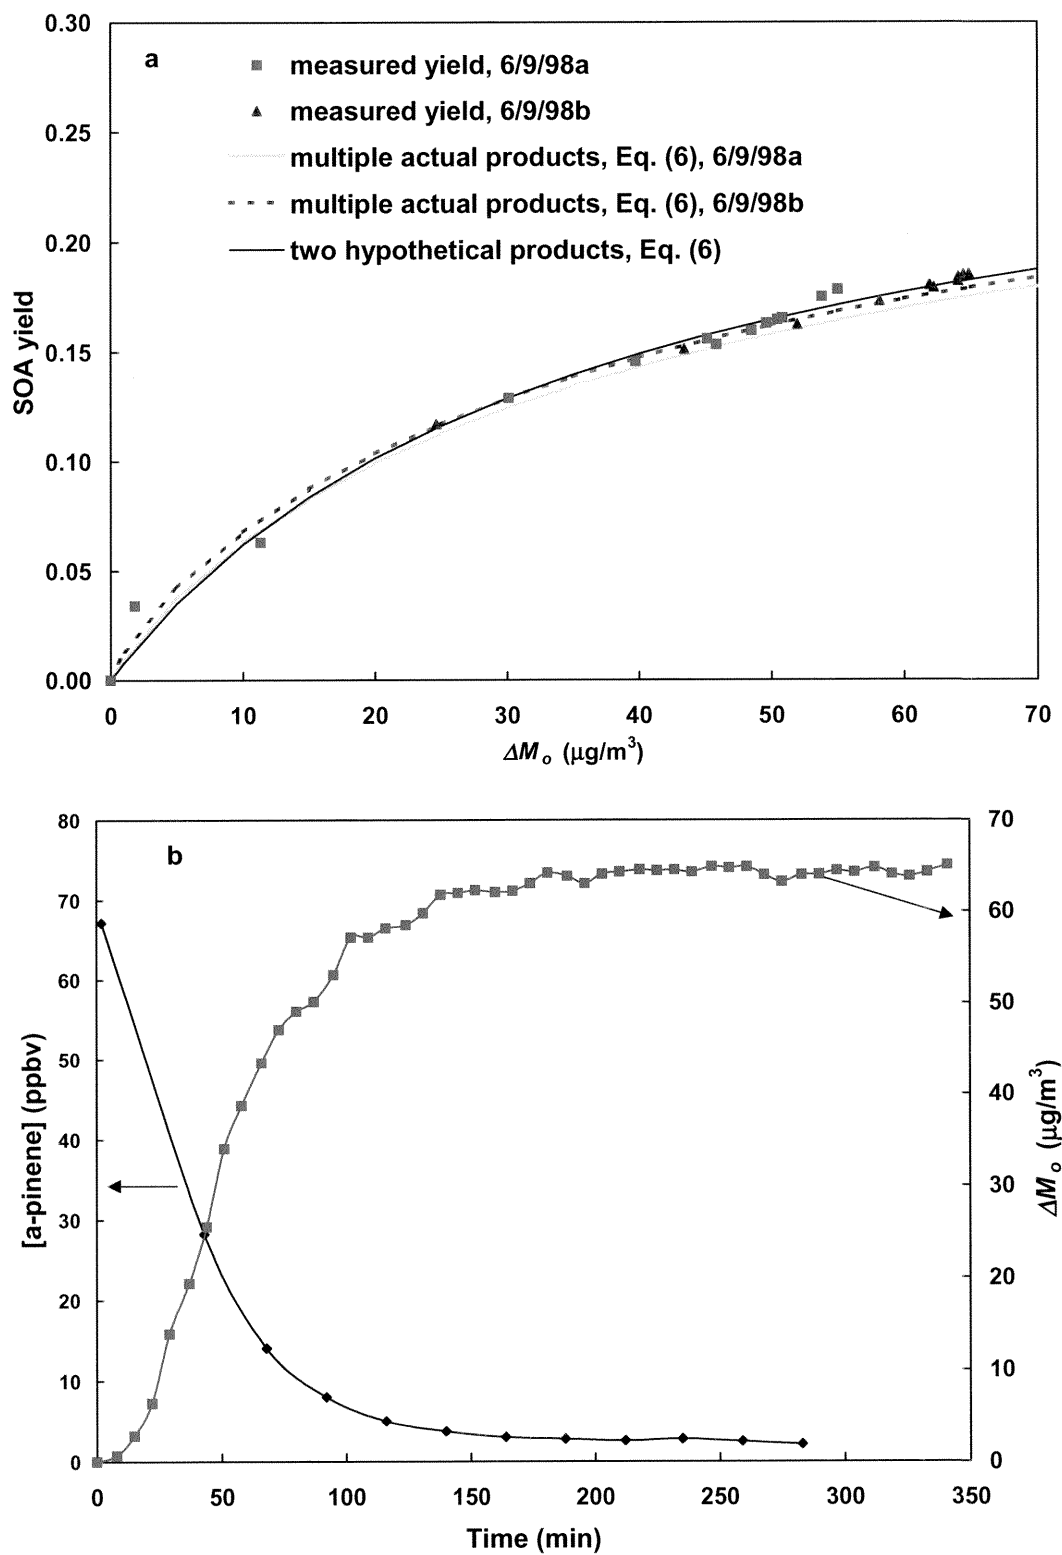 a
measured yield, 6/9/98a
measured yield, 6/9/98b
multiple actual products, Eq. (6), 6/9/98a
multiple actual products, Eq. (6), 6/9/98b
two hypothetical products, Eq. (6)
SOA yield
0.30
0.25
0.20
0.15
0.10
0.05
0.00
0 10 20 30 40 50 60 70
ΔMo (μg/m3)
b
[a-pinene] (ppbv)
80
70
60
50
40
30
20
10
0
70
60
50
40
30
20
10
0
ΔMo (μg/m3)
0 50 100 150 200 250 300 350
Time (min)